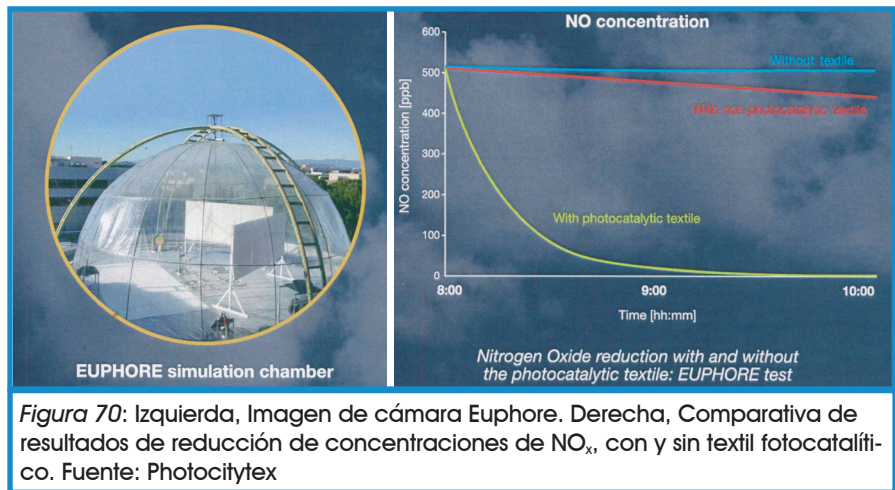 EUPHORE simulation chamber
NO concentration
NO concentration [ppb]
600
500
400
300
200
100
0
Without textile
With non photocatalytic textile
With photocatalytic textile
8:00
9:00
10:00
Time [hh:mm]
Nitrogen Oxide reduction with and without
the photocatalytic textile: EUPHORE test
Figura 70: Izquierda, Imagen de cámara Euphore. Derecha, Comparativa de
resultados de reducción de concentraciones de NOx, con y sin textil fotocatalíti-
co. Fuente: Photocitytex